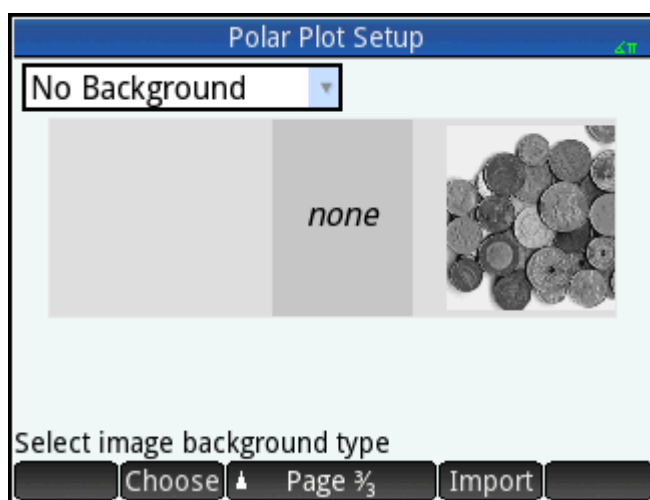 Polar Plot Setup
∡π
No Background
none
Select image background type
Choose Page 3/3 Import